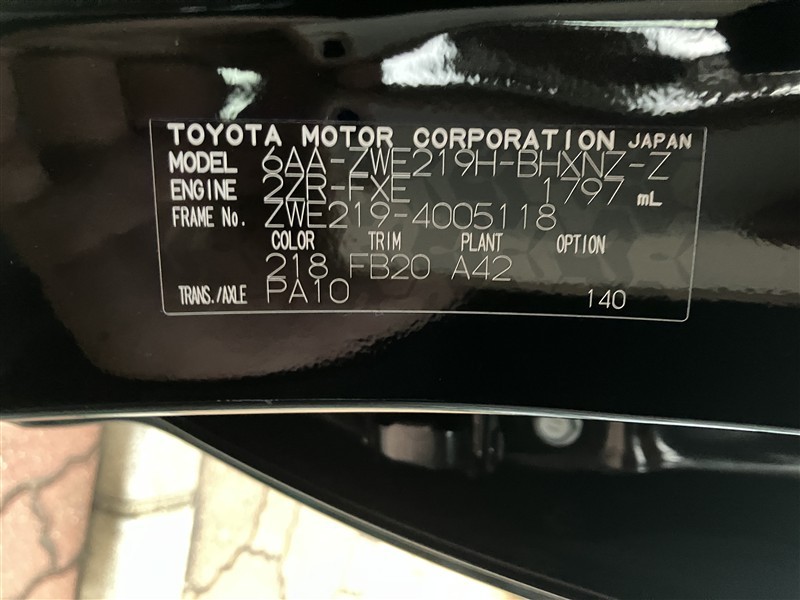 TOYOTA MOTOR CORPORATION JAPAN
MODEL 6AA-ZWE219H-BHXNZ-Z
ENGINE 2ZR-FXE 1797 mL
FRAME No. ZWE219-4005118
COLOR TRIM PLANT OPTION
218 FB20 A42
TRANS./AXLE PA10 140